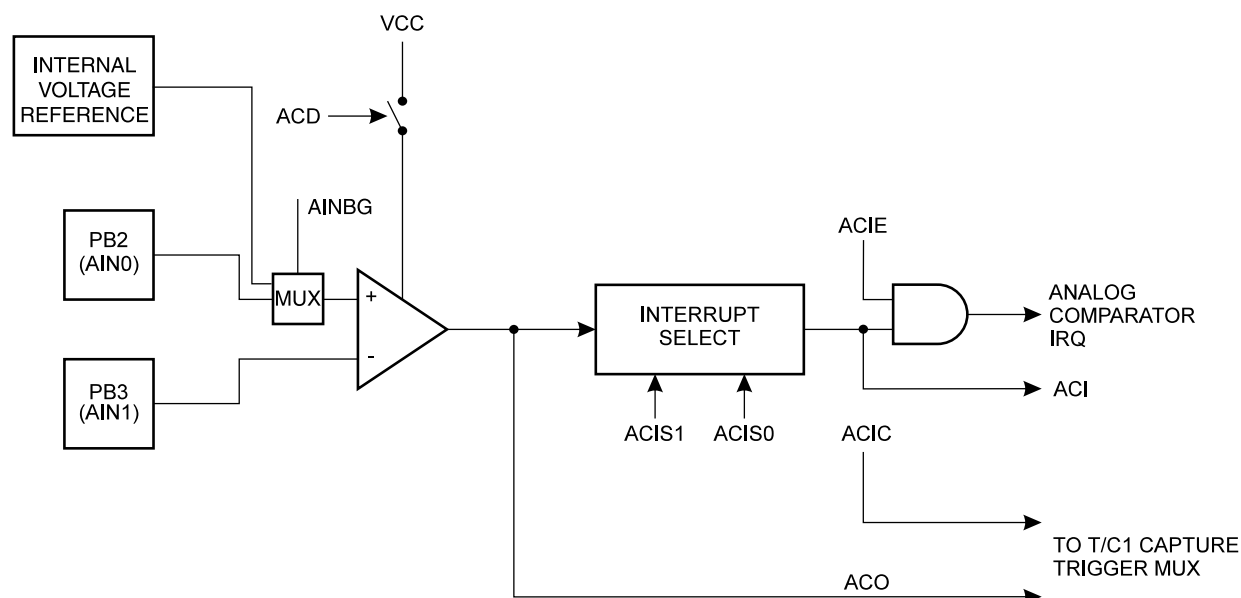 VCC
INTERNAL
VOLTAGE
REFERENCE
ACD
AINBG
PB2
(AIN0)
MUX
+
-
PB3
(AIN1)
INTERRUPT
SELECT
ACIS1
ACIS0
ACIE
ANALOG
COMPARATOR
IRQ
ACI
ACIC
TO T/C1 CAPTURE
TRIGGER MUX
ACO